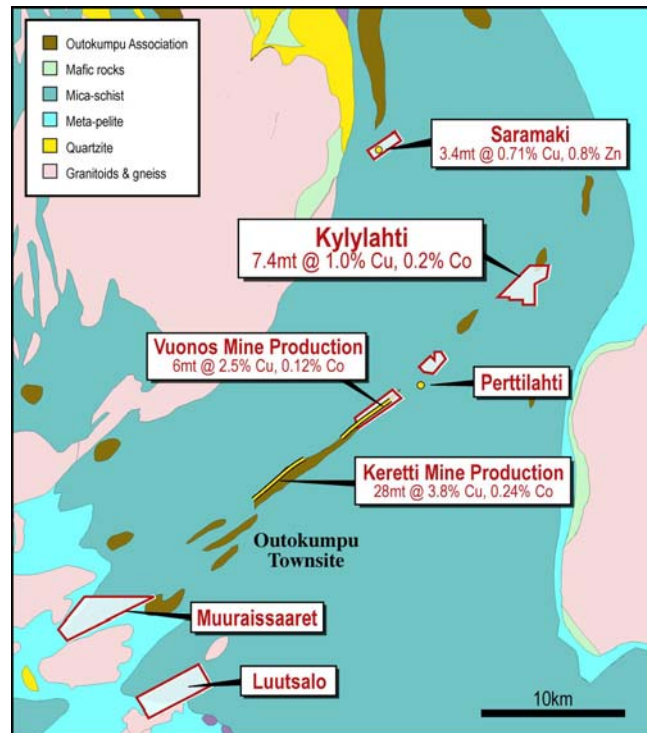 Outokumpu Association
Mafic rocks
Mica-schist
Meta-pelite
Quartzite
Granitoids & gneiss
Saramaki
3.4mt @ 0.71% Cu, 0.8% Zn
Kylylahti
7.4mt @ 1.0% Cu, 0.2% Co
Vuonos Mine Production
6mt @ 2.5% Cu, 0.12% Co
Perttilahti
Keretti Mine Production
28mt @ 3.8% Cu, 0.24% Co
Outokumpu
Townsite
Muuraissaaret
Luutsalo
10km